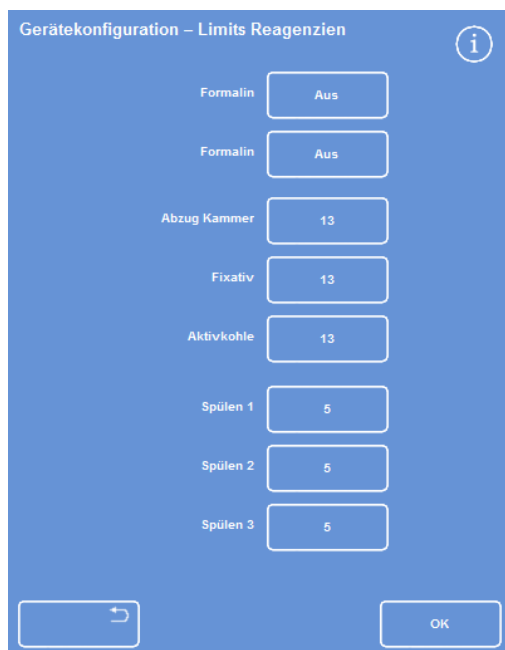 Gerätekonfiguration – Limits Reagenzien
i
Formalin Aus
Formalin Aus
Abzug Kammer 13
Fixativ 13
Aktivkohle 13
Spülen 1 5
Spülen 2 5
Spülen 3 5
OK